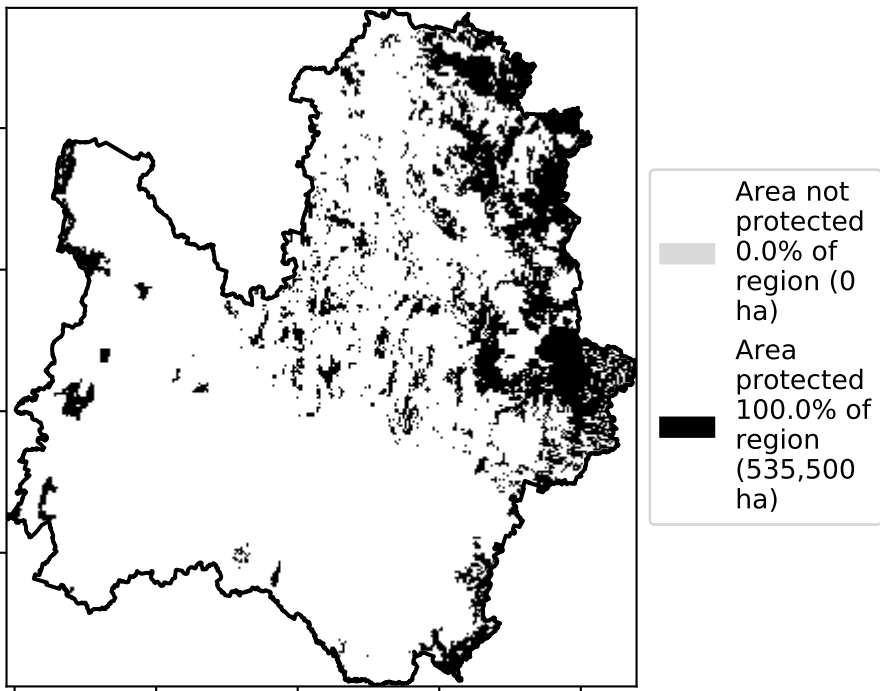 Area not
protected
0.0% of
region (0
ha)
Area
protected
100.0% of
region
(535,500
ha)